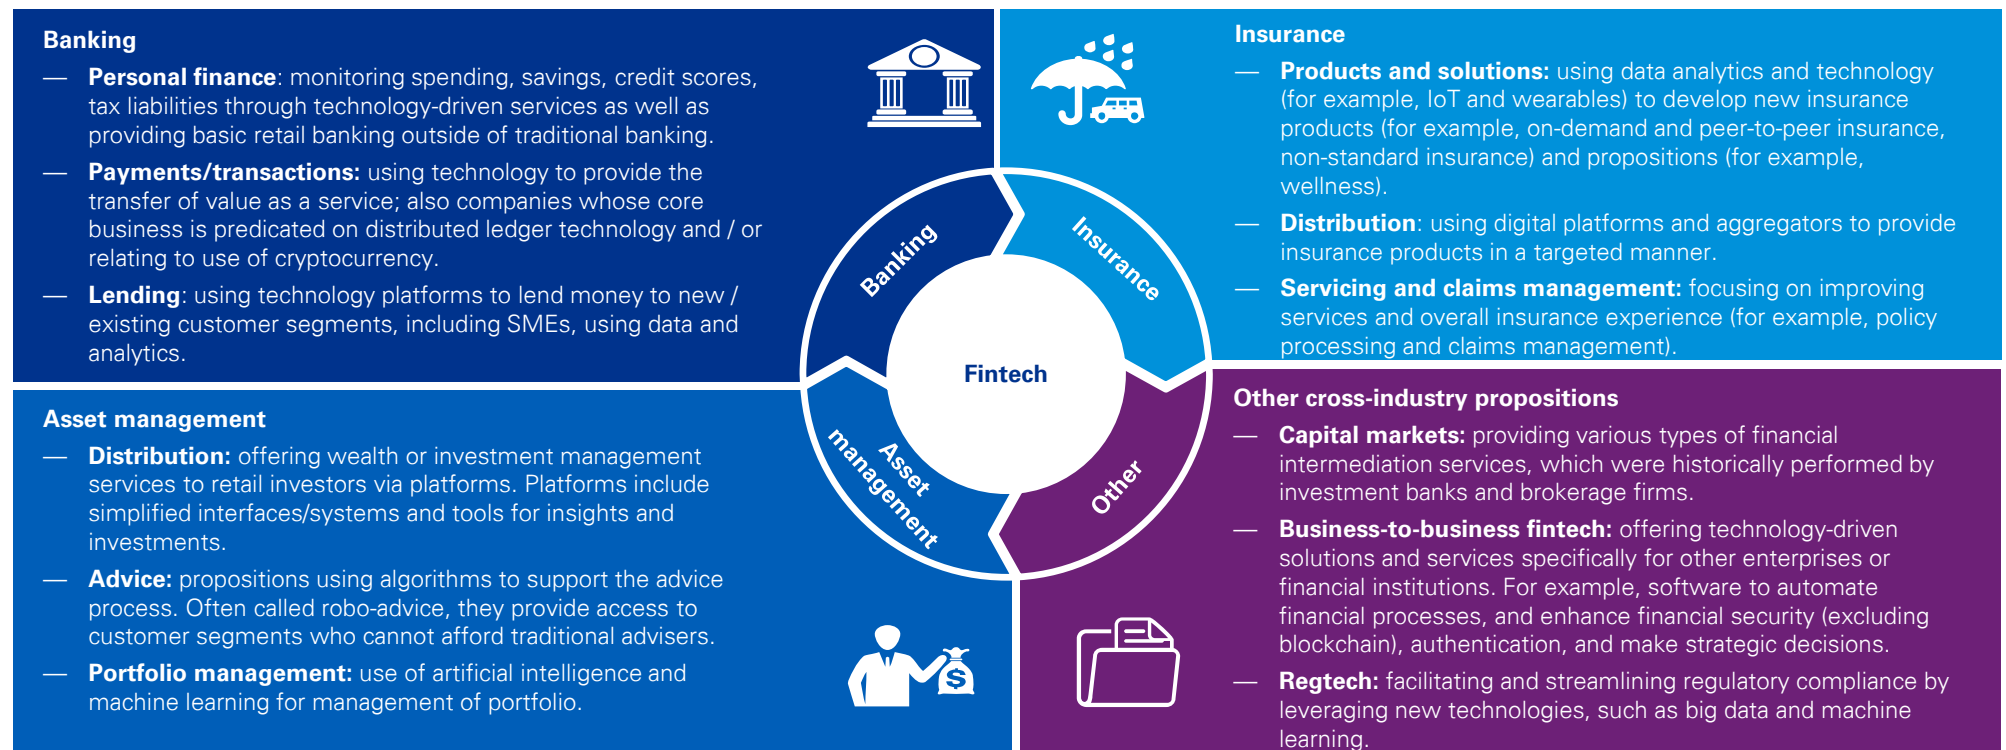 Banking
— Personal finance: monitoring spending, savings, credit scores,
tax liabilities through technology-driven services as well as
providing basic retail banking outside of traditional banking.
— Payments/transactions: using technology to provide the
transfer of value as a service; also companies whose core
business is predicated on distributed ledger technology and / or
relating to use of cryptocurrency.
— Lending: using technology platforms to lend money to new /
existing customer segments, including SMEs, using data and
analytics.
Insurance
— Products and solutions: using data analytics and technology
(for example, IoT and wearables) to develop new insurance
products (for example, on-demand and peer-to-peer insurance,
non-standard insurance) and propositions (for example,
wellness).
— Distribution: using digital platforms and aggregators to provide
insurance products in a targeted manner.
— Servicing and claims management: focusing on improving
services and overall insurance experience (for example, policy
processing and claims management).
Banking
Insurance
Fintech
Asset
management
Other
Asset management
— Distribution: offering wealth or investment management
services to retail investors via platforms. Platforms include
simplified interfaces/systems and tools for insights and
investments.
— Advice: propositions using algorithms to support the advice
process. Often called robo-advice, they provide access to
customer segments who cannot afford traditional advisers.
— Portfolio management: use of artificial intelligence and
machine learning for management of portfolio.
$
Other cross-industry propositions
— Capital markets: providing various types of financial
intermediation services, which were historically performed by
investment banks and brokerage firms.
— Business-to-business fintech: offering technology-driven
solutions and services specifically for other enterprises or
financial institutions. For example, software to automate
financial processes, and enhance financial security (excluding
blockchain), authentication, and make strategic decisions.
— Regtech: facilitating and streamlining regulatory compliance by
leveraging new technologies, such as big data and machine
learning.